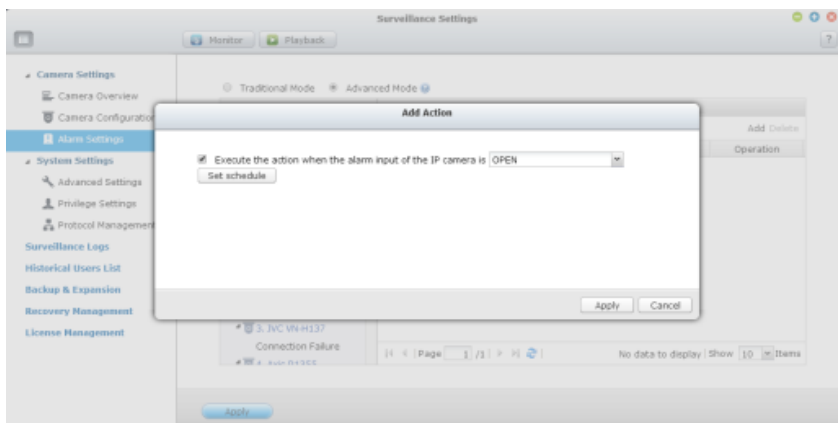 Surveillance Settings
Monitor Playback ?
Camera Settings
Camera Overview
Camera Configuration
Alarm Settings
System Settings
Advanced Settings
Privilege Settings
Protocol Management
Surveillance Logs
Historical Users List
Backup & Expansion
Recovery Management
License Management
Traditional Mode Advanced Mode
Add Delete
Operation
Add Action
Execute the action when the alarm input of the IP camera is OPEN
Set schedule
Apply Cancel
3. JVC VN-H137
Connection Failure
4. Axis P1355
Page 1 /1 No data to display Show 10 Items
Apply